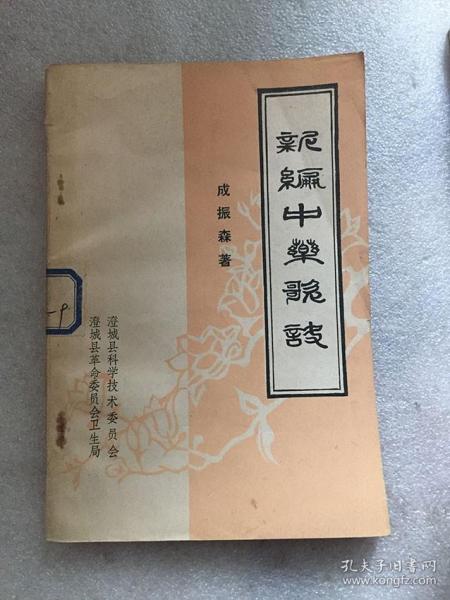 新编中药歌诀
成振森著
澄城县科学技术委员会
澄城县革命委员会卫生局
-9
孔夫子旧书网
www.kongfz.com